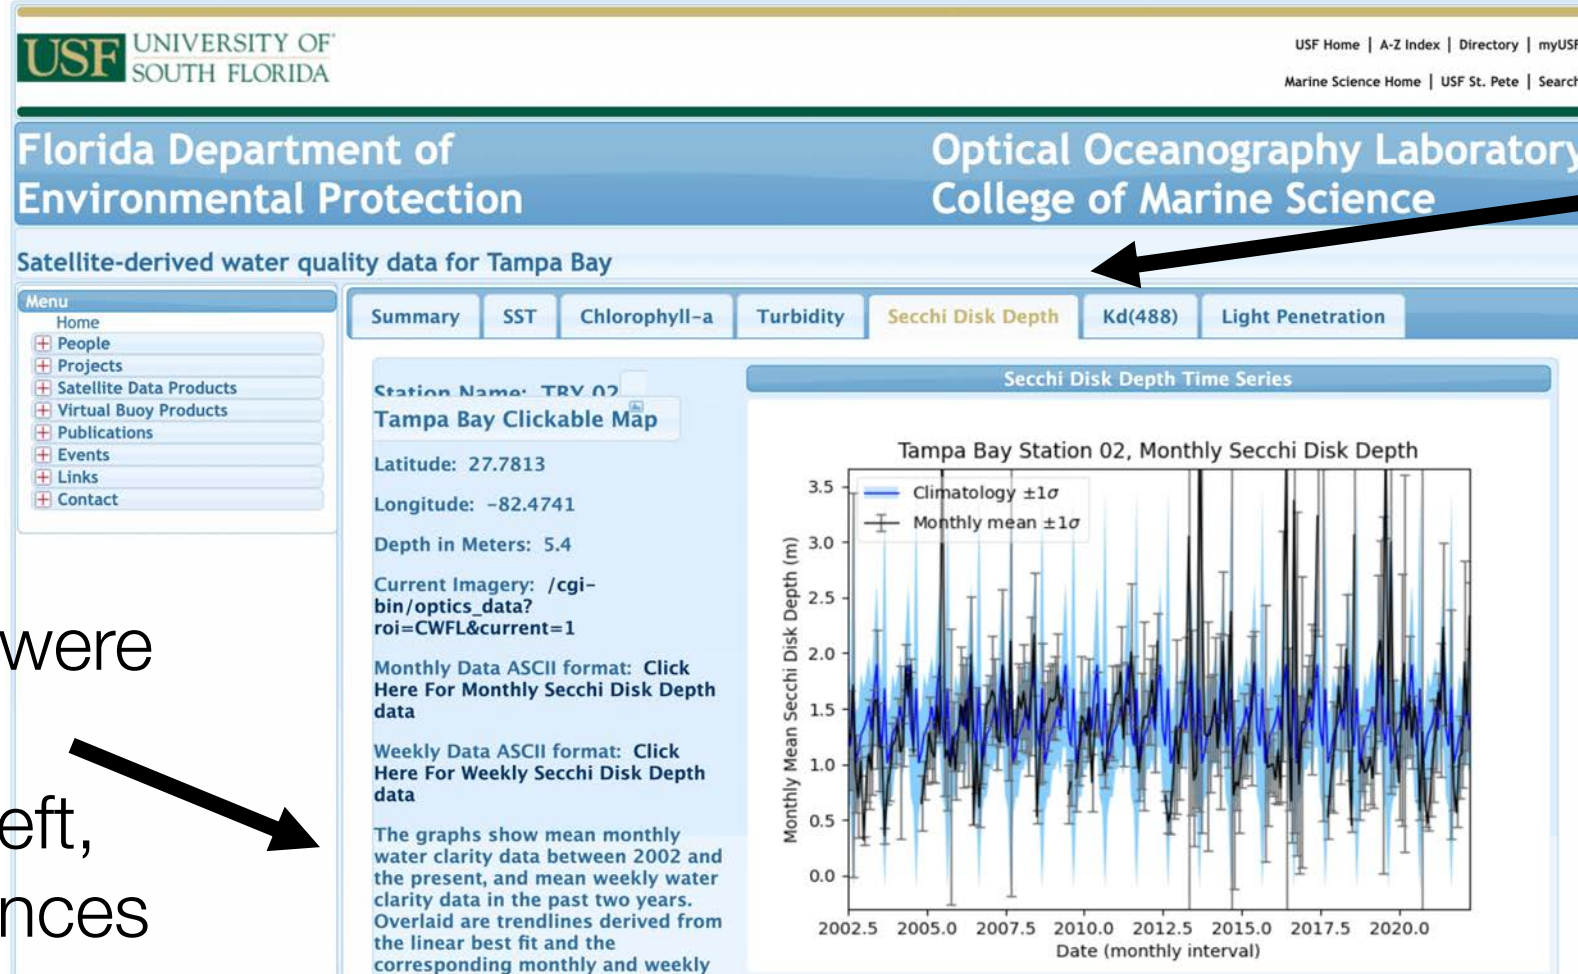 USF UNIVERSITY OF
SOUTH FLORIDA
USF Home | A-Z Index | Directory | myUSF
Marine Science Home | USF St. Pete | Search
Florida Department of
Environmental Protection
Optical Oceanography Laboratory
College of Marine Science
Satellite-derived water quality data for Tampa Bay
Menu
Home
People
Projects
Satellite Data Products
Virtual Buoy Products
Publications
Events
Links
Contact
were
eft,
nces
Summary SST Chlorophyll-a Turbidity Secchi Disk Depth Kd(488) Light Penetration
Station Name: TBY 02
Tampa Bay Clickable Map
Latitude: 27.7813
Longitude: -82.4741
Depth in Meters: 5.4
Current Imagery: /cgi-
bin/optics_data?
roi=CWFL&current=1
Monthly Data ASCII format: Click
Here For Monthly Secchi Disk Depth
data
Weekly Data ASCII format: Click
Here For Weekly Secchi Disk Depth
data
The graphs show mean monthly
water clarity data between 2002 and
the present, and mean weekly water
clarity data in the past two years.
Overlaid are trendlines derived from
the linear best fit and the
corresponding monthly and weekly
Secchi Disk Depth Time Series
Tampa Bay Station 02, Monthly Secchi Disk Depth
Climatology ±1σ
Monthly mean ±1σ
Monthly Mean Secchi Disk Depth (m)
3.5
3.0
2.5
2.0
1.5
1.0
0.5
0.0
2002.5 2005.0 2007.5 2010.0 2012.5 2015.0 2017.5 2020.0
Date (monthly interval)